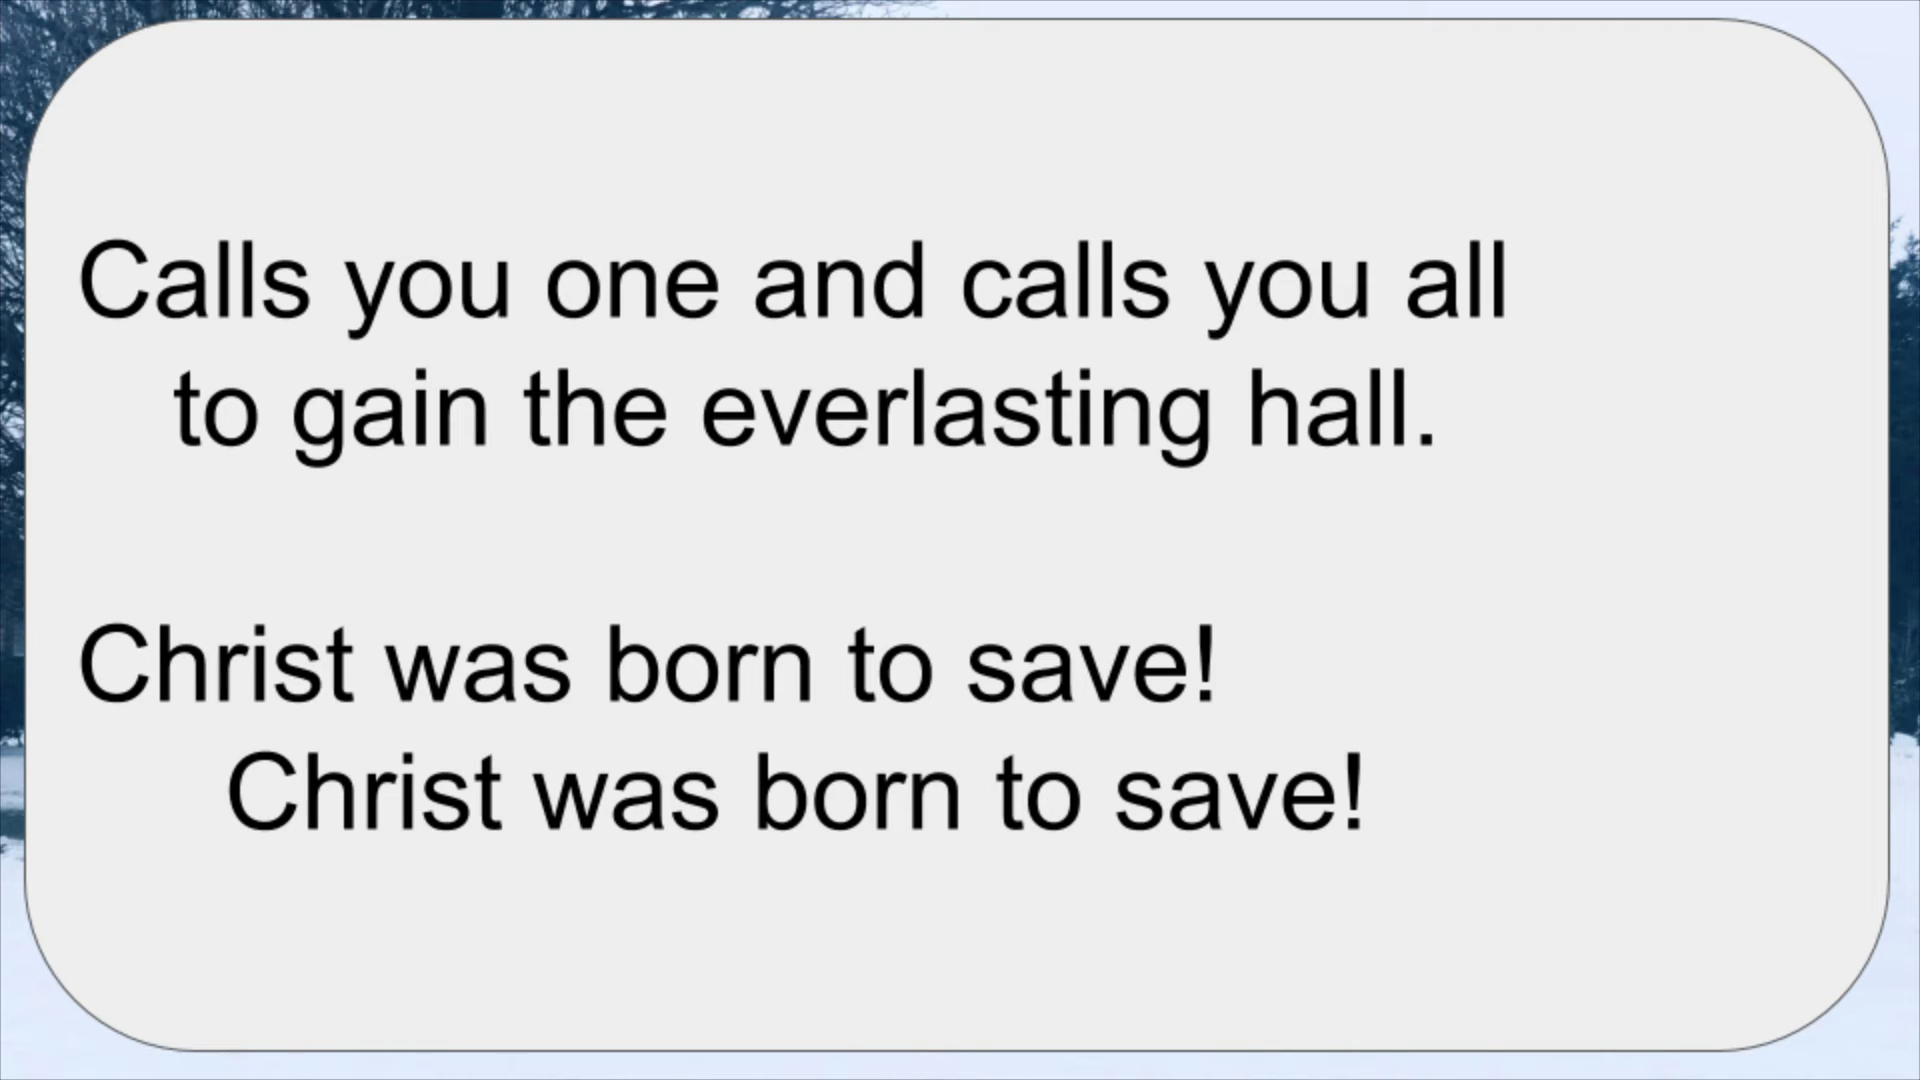 Calls you one and calls you all
to gain the everlasting hall.
Christ was born to save!
Christ was born to save!